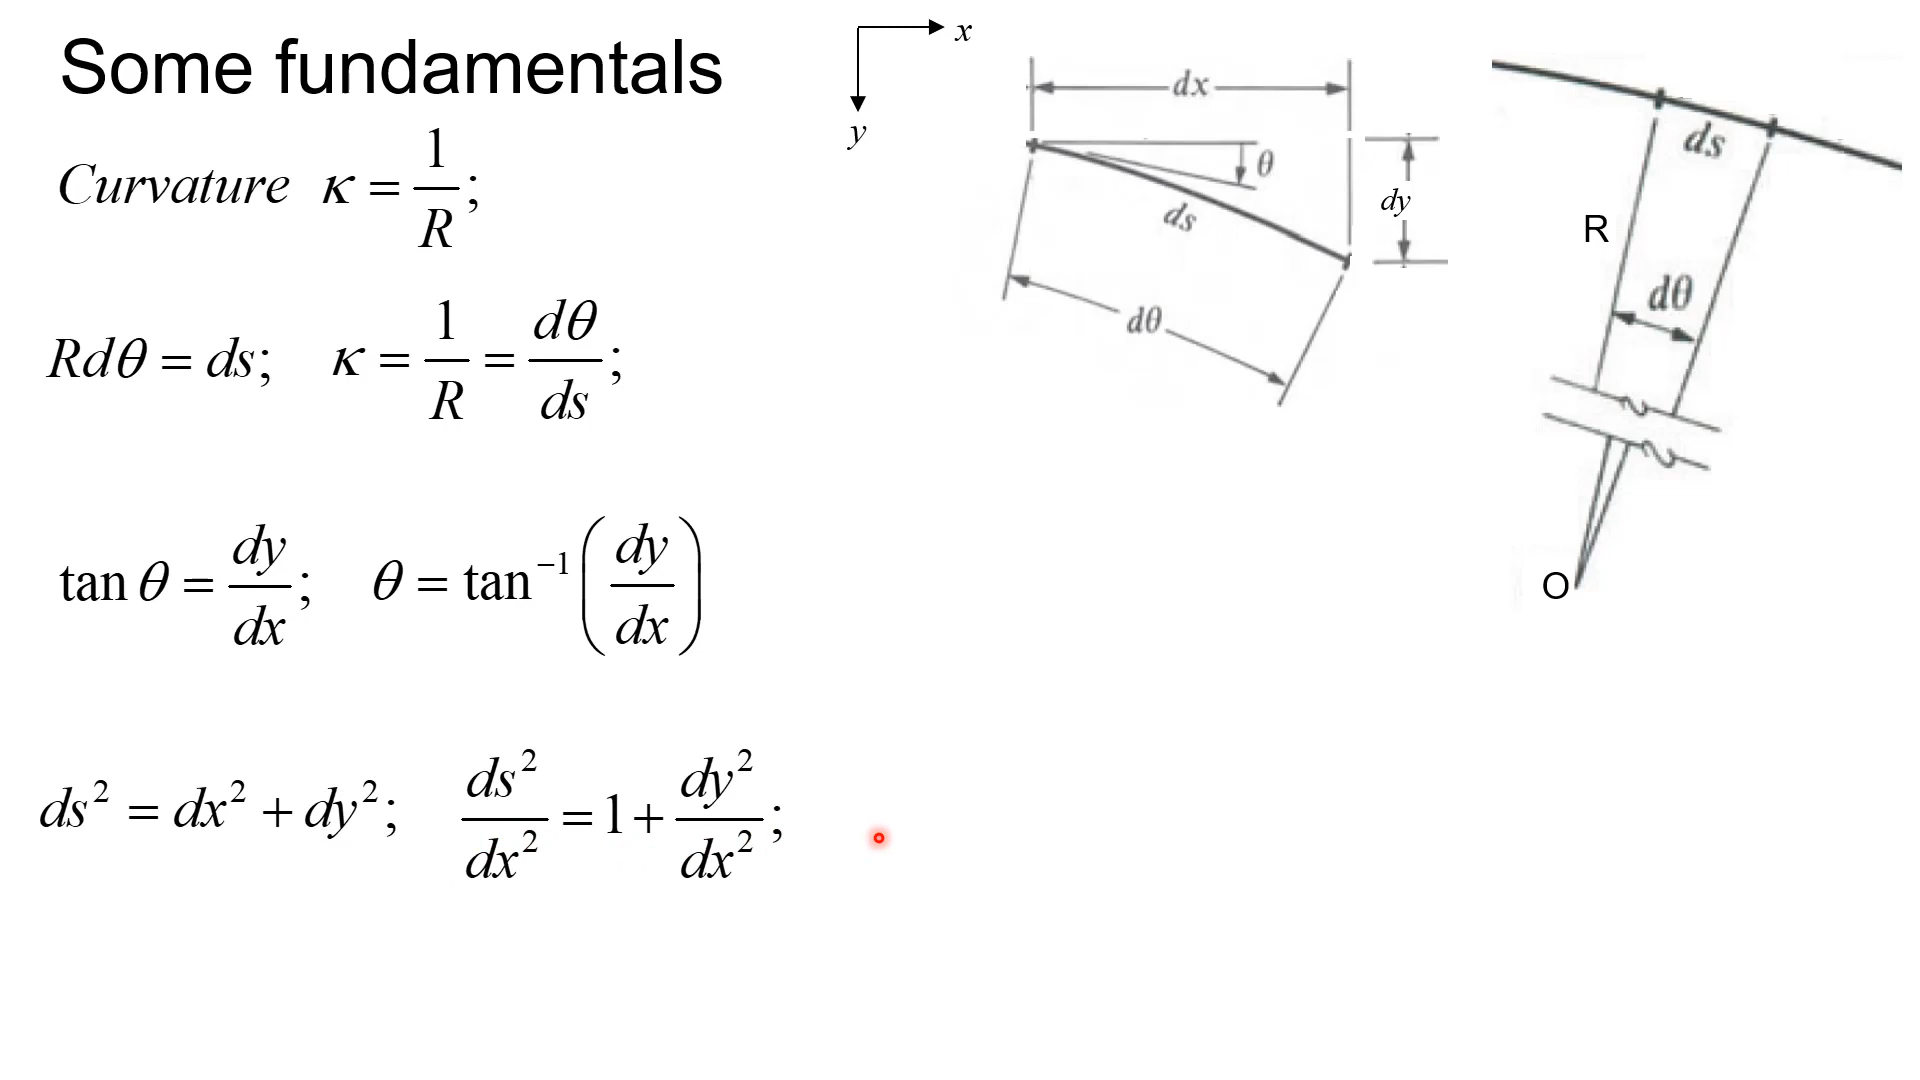 Some fundamentals
Curvature κ = 1/R;
Rdθ = ds; κ = 1/R = dθ/ds;
tan θ = dy/dx; θ = tan⁻¹(dy/dx)
ds² = dx² + dy²; ds²/dx² = 1 + dy²/dx²;
x
y
dx
θ
ds
dy
dθ
ds
R
dθ
O